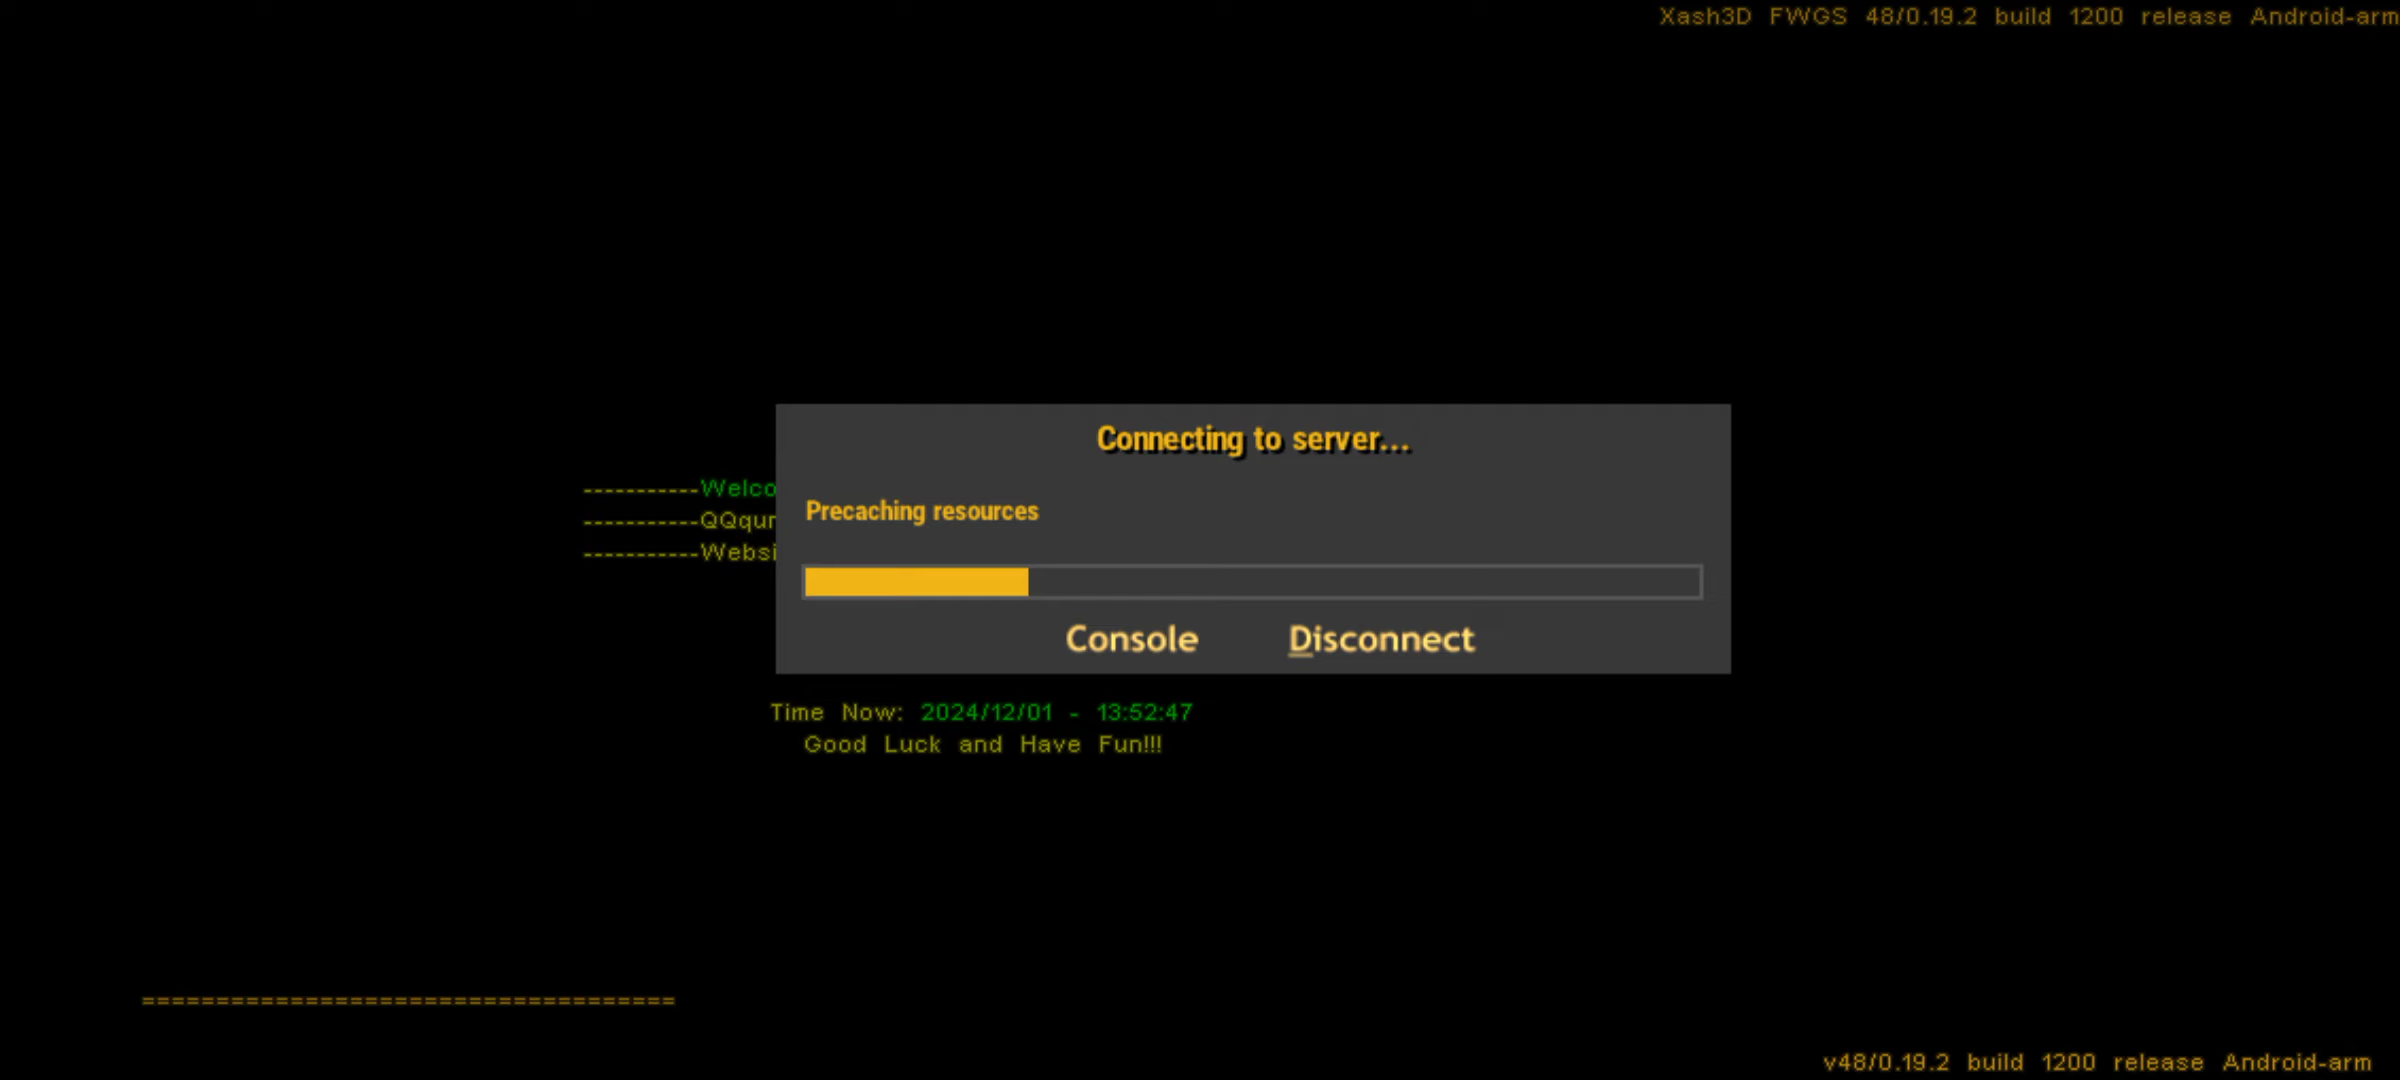 Xash3D FWGS 48/0.19.2 build 1200 release Android-arm
Connecting to server...
-----------Welco
Precaching resources
-----------QQqun
-----------Websi
Console Disconnect
Time Now: 2024/12/01 - 13:52:47
Good Luck and Have Fun!!!
====================================
v48/0.19.2 build 1200 release Android-arm